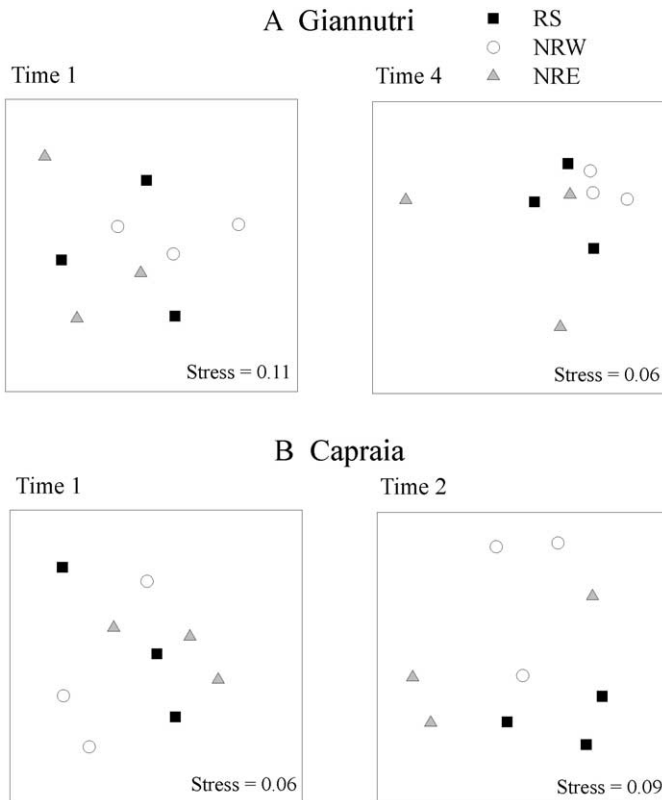 A Giannutri
RS
NRW
NRE
Time 1
Time 4
Stress = 0.11
Stress = 0.06
B Capraia
Time 1
Time 2
Stress = 0.06
Stress = 0.09